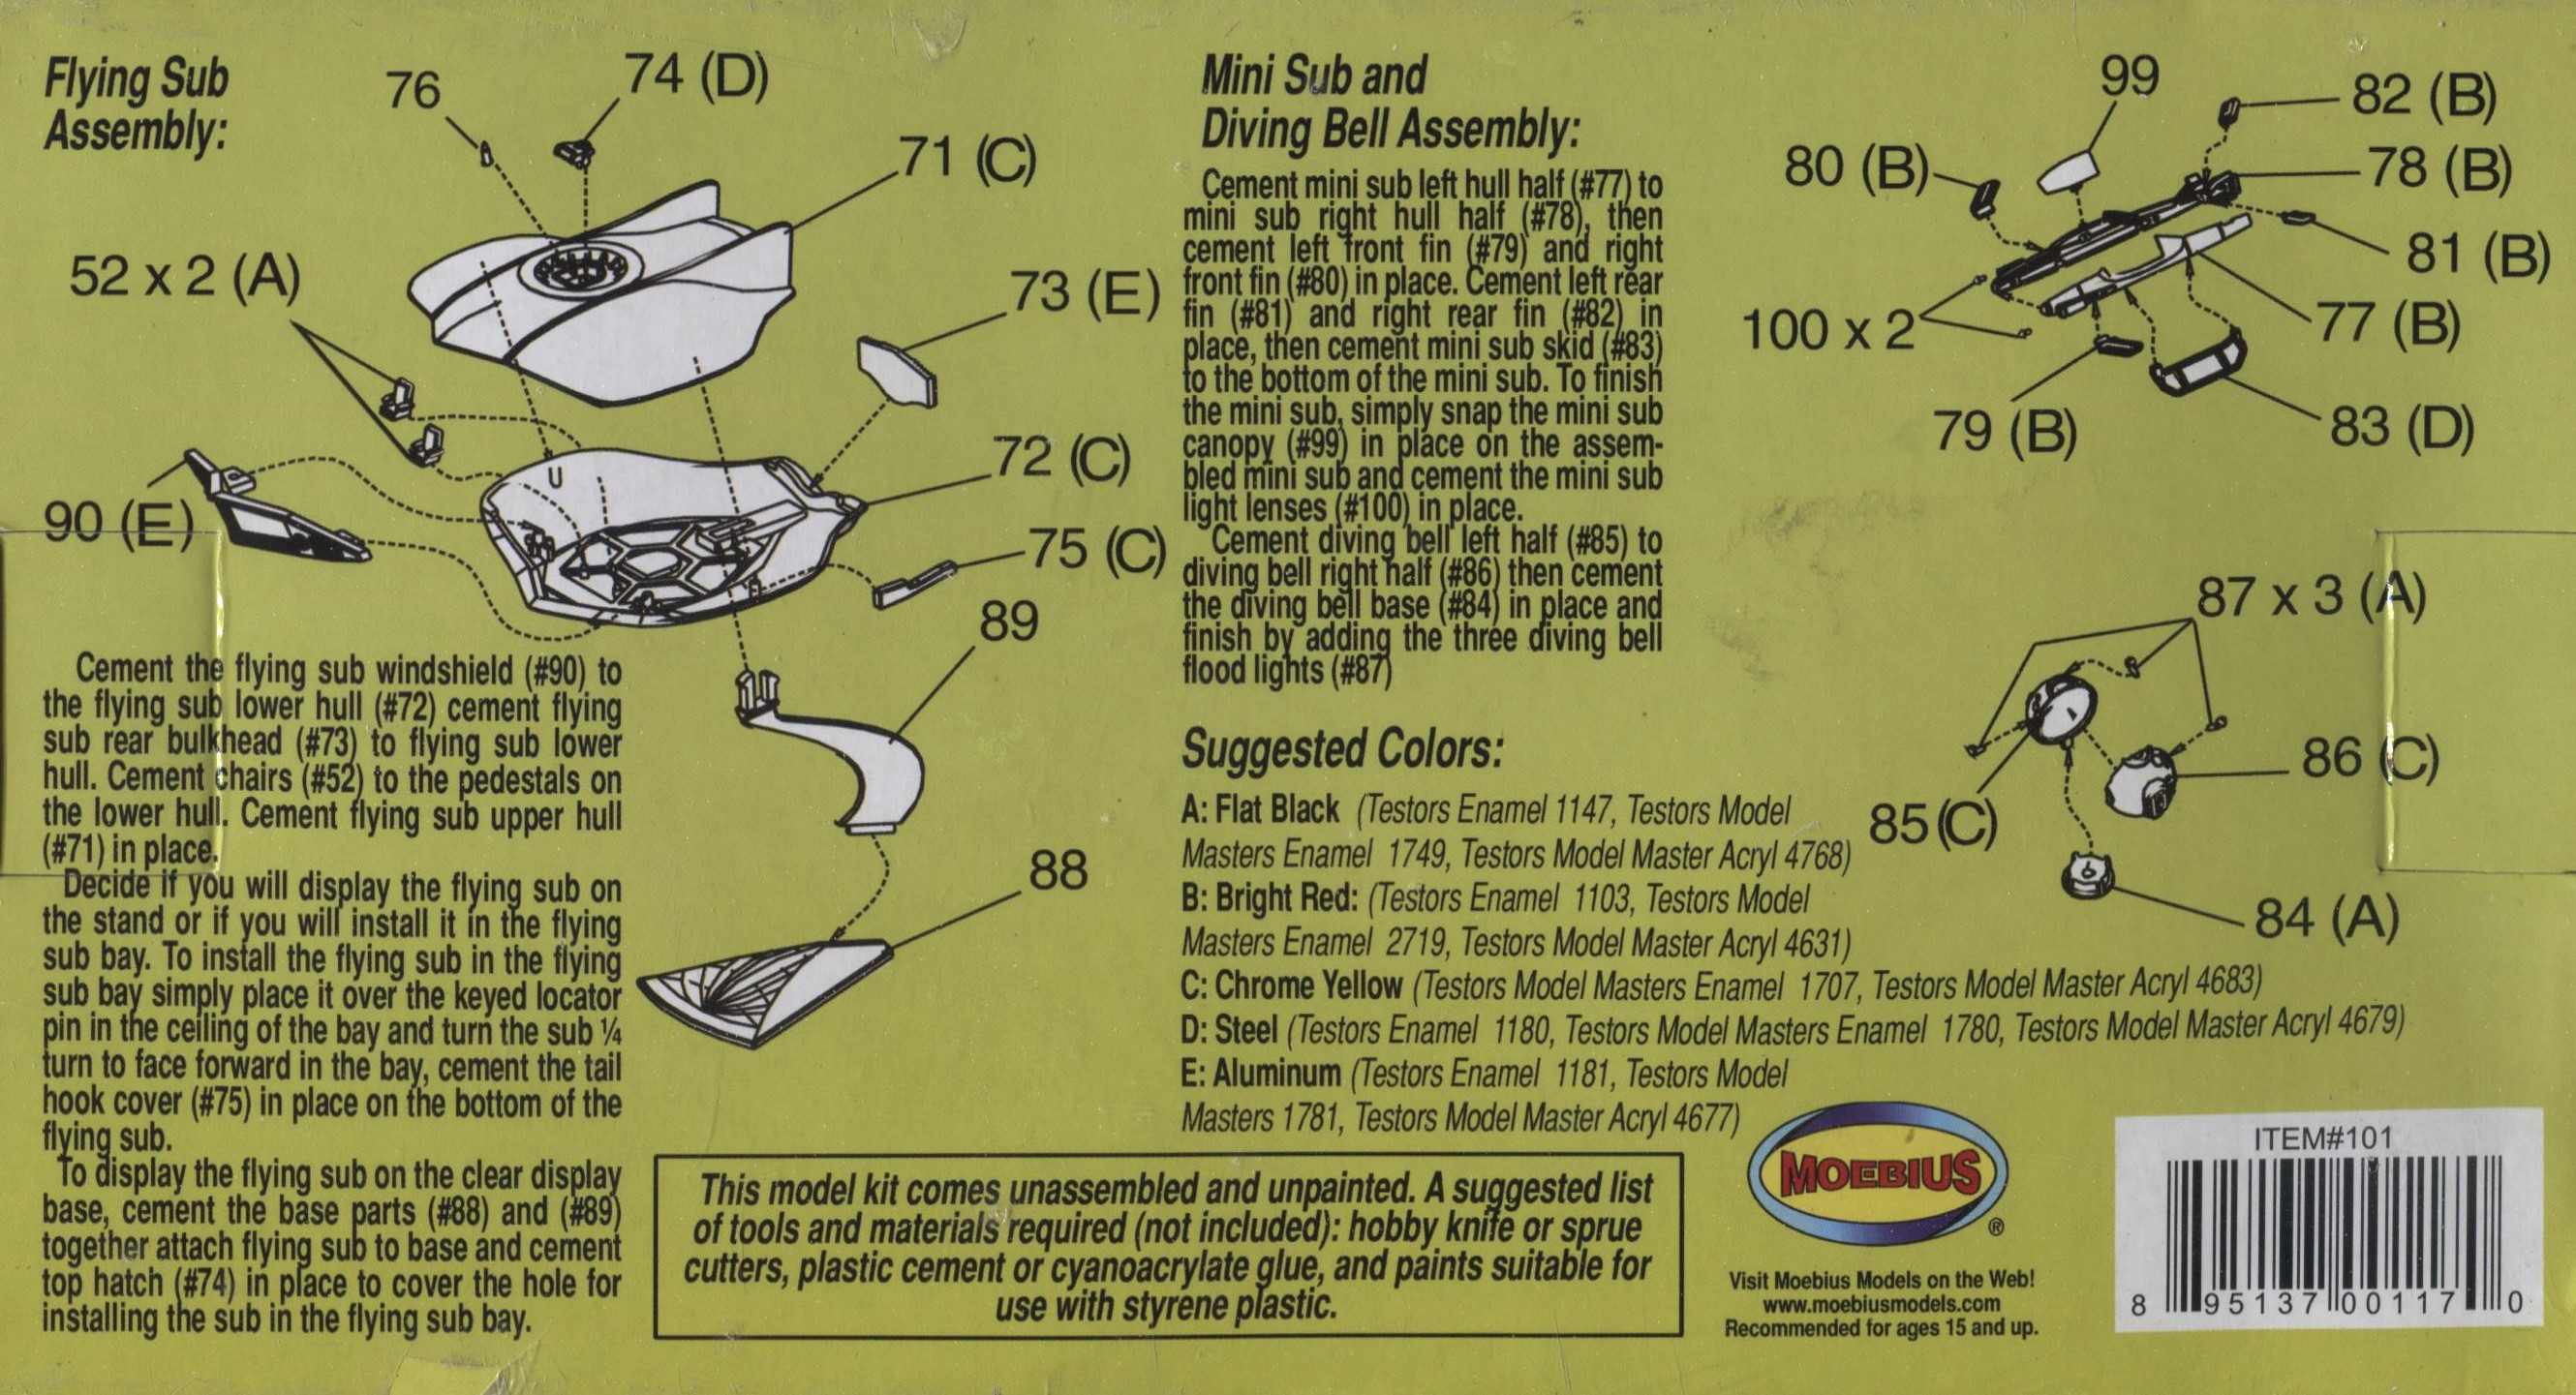 Flying Sub
Assembly:
76
74 (D)
71 (C)
52 x 2 (A)
73 (E)
72 (C)
90 (E)
75 (C)
89
88
Cement the flying sub windshield (#90) to
the flying sub lower hull (#72) cement flying
sub rear bulkhead (#73) to flying sub lower
hull. Cement chairs (#52) to the pedestals on
the lower hull. Cement flying sub upper hull
(#71) in place.
Decide if you will display the flying sub on
the stand or if you will install it in the flying
sub bay. To install the flying sub in the flying
sub bay simply place it over the keyed locator
pin in the ceiling of the bay and turn the sub ¼
turn to face forward in the bay, cement the tail
hook cover (#75) in place on the bottom of the
flying sub.
To display the flying sub on the clear display
base, cement the base parts (#88) and (#89)
together attach flying sub to base and cement
top hatch (#74) in place to cover the hole for
installing the sub in the flying sub bay.
Mini Sub and
Diving Bell Assembly:
Cement mini sub left hull half (#77) to
mini sub right hull half (#78), then
cement left front fin (#79) and right
front fin (#80) in place. Cement left rear
fin (#81) and right rear fin (#82) in
place, then cement mini sub skid (#83)
to the bottom of the mini sub. To finish
the mini sub, simply snap the mini sub
canopy (#99) in place on the assem-
bled mini sub and cement the mini sub
light lenses (#100) in place.
Cement diving bell left half (#85) to
diving bell right half (#86) then cement
the diving bell base (#84) in place and
finish by adding the three diving bell
flood lights (#87)
99
82 (B)
80 (B)
78 (B)
81 (B)
100 x 2
77 (B)
79 (B)
83 (D)
87 x 3 (A)
86 (C)
85 (C)
84 (A)
Suggested Colors:
A: Flat Black (Testors Enamel 1147, Testors Model
Masters Enamel 1749, Testors Model Master Acryl 4768)
B: Bright Red: (Testors Enamel 1103, Testors Model
Masters Enamel 2719, Testors Model Master Acryl 4631)
C: Chrome Yellow (Testors Model Masters Enamel 1707, Testors Model Master Acryl 4683)
D: Steel (Testors Enamel 1180, Testors Model Masters Enamel 1780, Testors Model Master Acryl 4679)
E: Aluminum (Testors Enamel 1181, Testors Model
Masters 1781, Testors Model Master Acryl 4677)
This model kit comes unassembled and unpainted. A suggested list
of tools and materials required (not included): hobby knife or sprue
cutters, plastic cement or cyanoacrylate glue, and paints suitable for
use with styrene plastic.
MOEBIUS
®
Visit Moebius Models on the Web!
www.moebiusmodels.com
Recommended for ages 15 and up.
ITEM#101
8 95137 00117 0